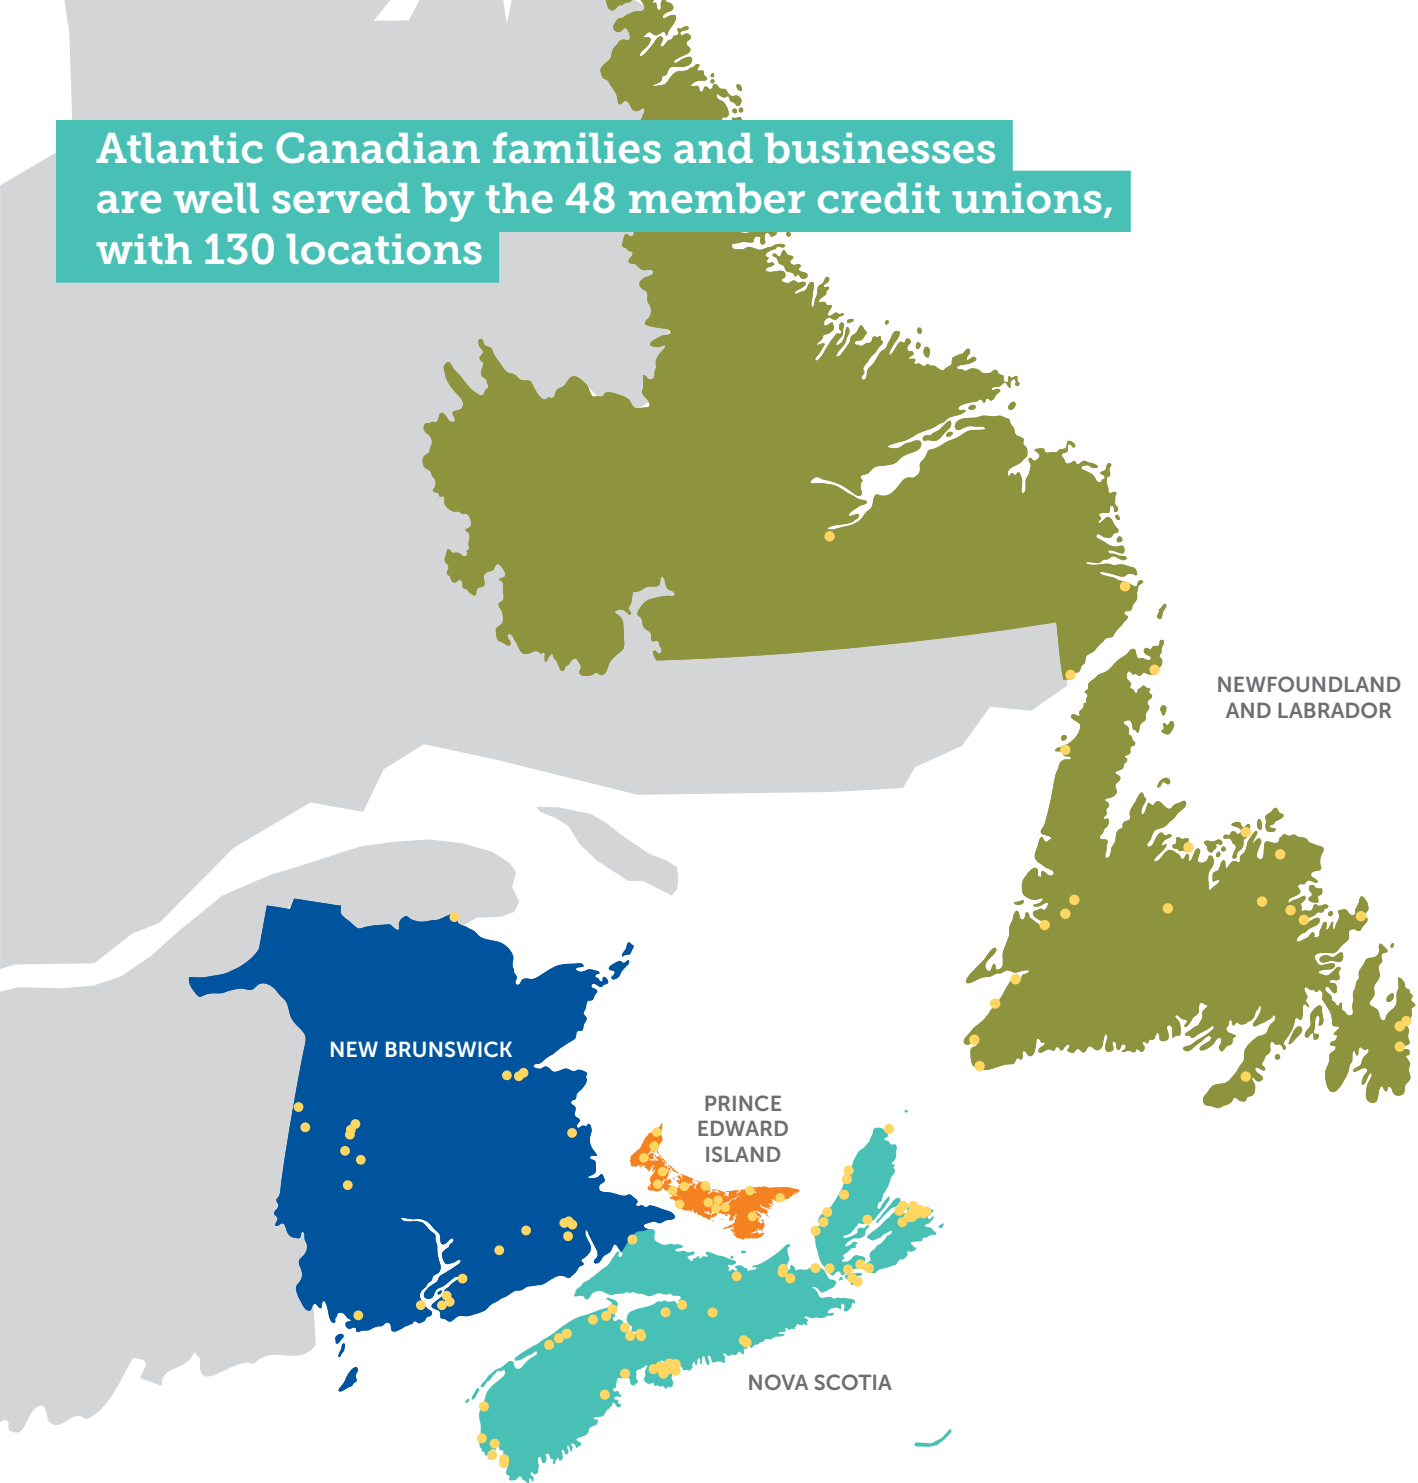 Atlantic Canadian families and businesses
are well served by the 48 member credit unions,
with 130 locations
NEWFOUNDLAND
AND LABRADOR
NEW BRUNSWICK
PRINCE
EDWARD
ISLAND
NOVA SCOTIA